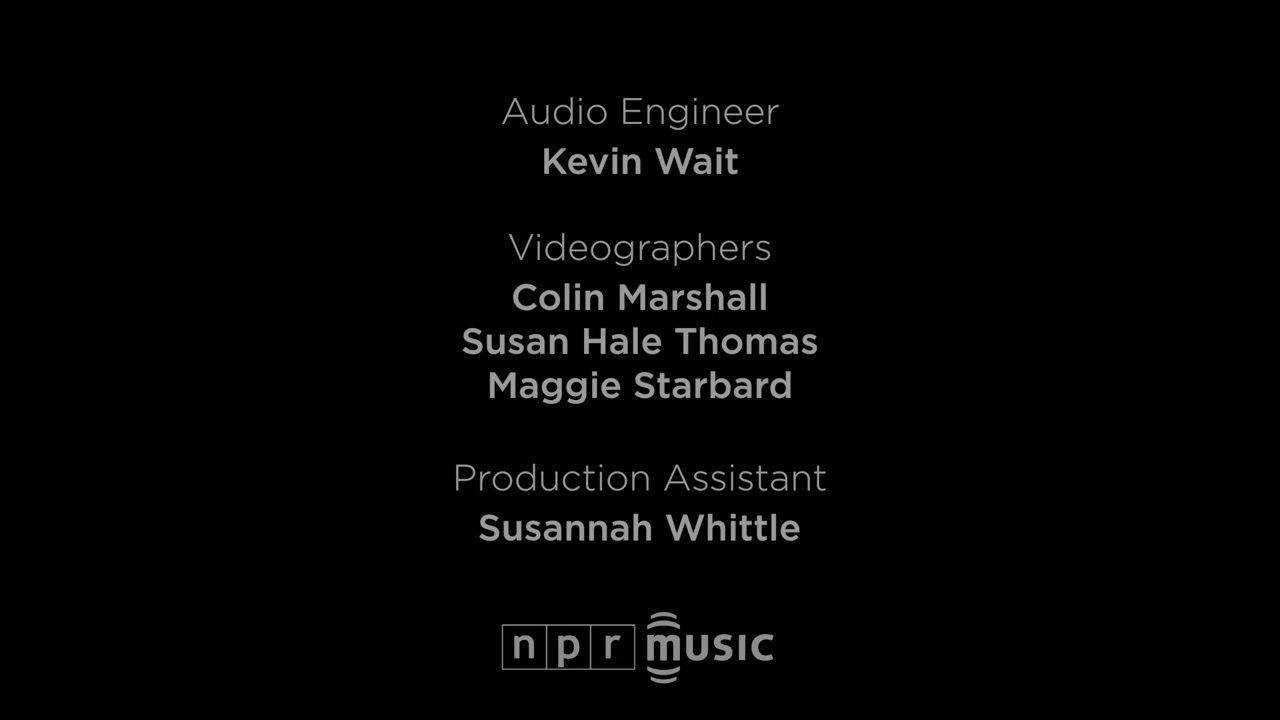 Audio Engineer
Kevin Wait
Videographers
Colin Marshall
Susan Hale Thomas
Maggie Starbard
Production Assistant
Susannah Whittle
npr music